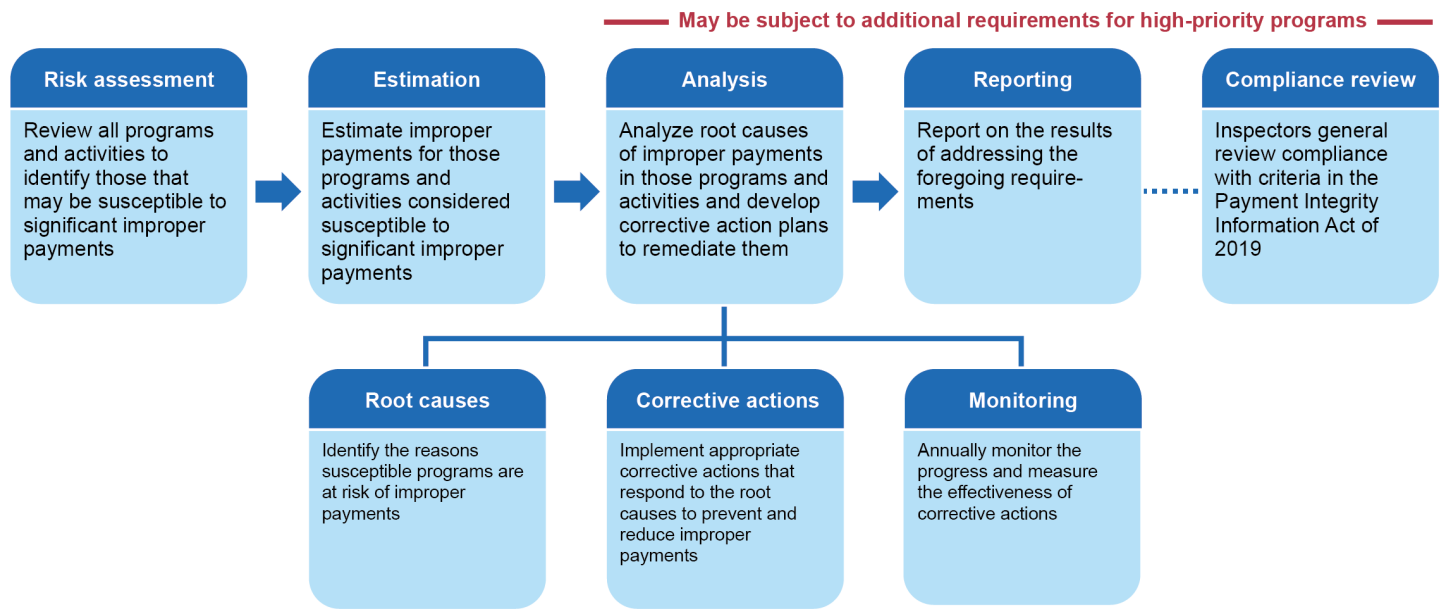 May be subject to additional requirements for high-priority programs
Risk assessment
Review all programs
and activities to
identify those that
may be susceptible to
significant improper
payments
Estimation
Estimate improper
payments for those
programs and
activities considered
susceptible to
significant improper
payments
Analysis
Analyze root causes
of improper payments
in those programs and
activities and develop
corrective action plans
to remediate them
Reporting
Report on the results
of addressing the
foregoing require-
ments
Compliance review
Inspectors general
review compliance
with criteria in the
Payment Integrity
Information Act of
2019
Root causes
Identify the reasons
susceptible programs are
at risk of improper
payments
Corrective actions
Implement appropriate
corrective actions that
respond to the root
causes to prevent and
reduce improper
payments
Monitoring
Annually monitor the
progress and measure
the effectiveness of
corrective actions